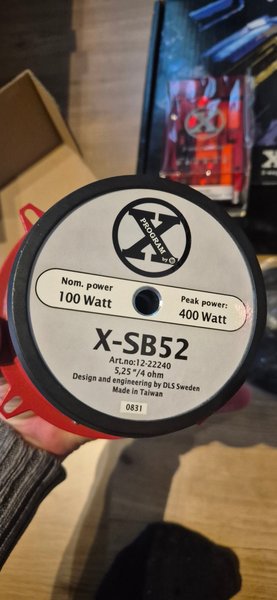 X
PROGRAM
by
Nom. power
100 Watt
Peak power:
400 Watt
X-SB52
Art.no:12-22240
5,25 "/4 ohm
Design and engineering by DLS Sweden
Made in Taiwan
0831